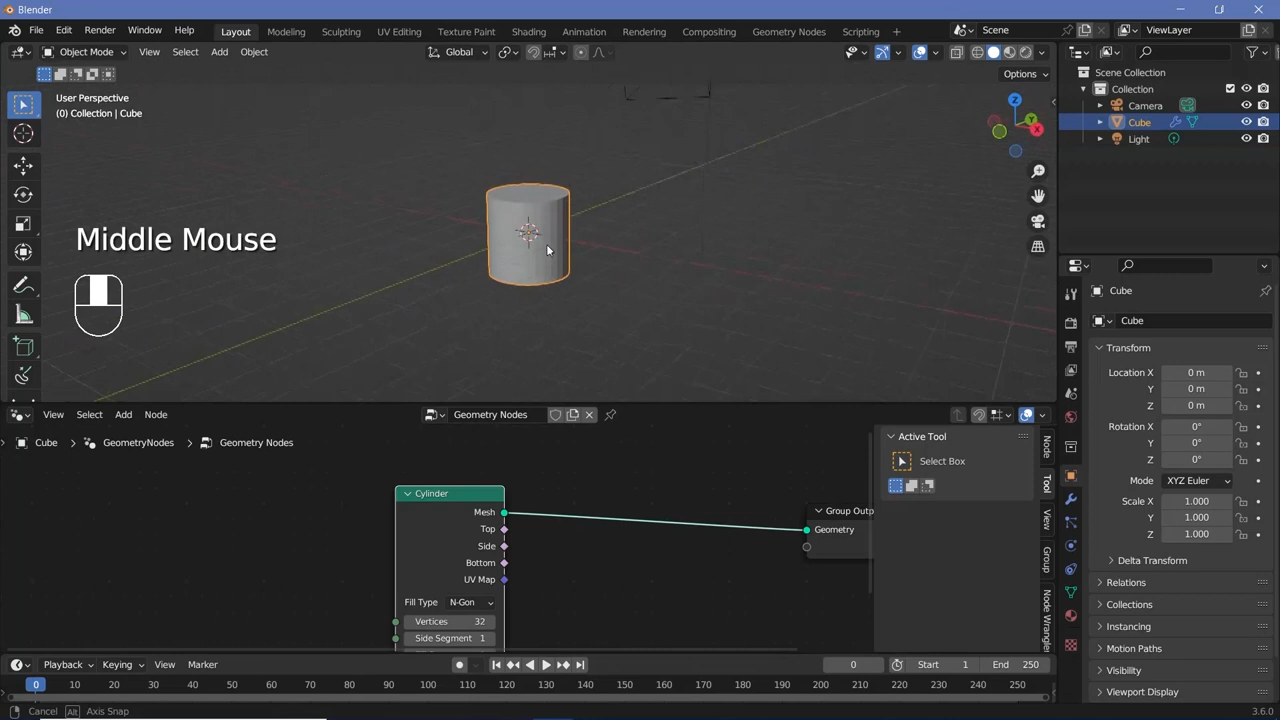 Blender
File Edit Render Window Help Layout Modeling Sculpting UV Editing Texture Paint Shading Animation Rendering Compositing Geometry Nodes Scripting + Scene ViewLayer
Object Mode View Select Add Object Global
Options
User Perspective
(0) Collection | Cube
Z
Y
X
Middle Mouse
Scene Collection
Collection
Camera
Cube
Light
Cube
Cube
Transform
Location X 0 m
Y 0 m
Z 0 m
Rotation X 0°
Y 0°
Z 0°
Mode XYZ Euler
Scale X 1.000
Y 1.000
Z 1.000
Delta Transform
Relations
Collections
Instancing
Motion Paths
Visibility
Viewport Display
View Select Add Node Geometry Nodes
Cube > GeometryNodes > Geometry Nodes
Cylinder
Mesh
Top
Side
Bottom
UV Map
Fill Type N-Gon
Vertices 32
Side Segment 1
Group Outp
Geometry
Active Tool
Select Box
Node
Tool
View
Group
Node Wrangler
Playback Keying View Marker 0 Start 1 End 250
0 10 20 30 40 50 60 70 80 90 100 110 120 130 140 150 160 170 180 190 200 210 220 230 240 250
Cancel Alt Axis Snap 3.6.0